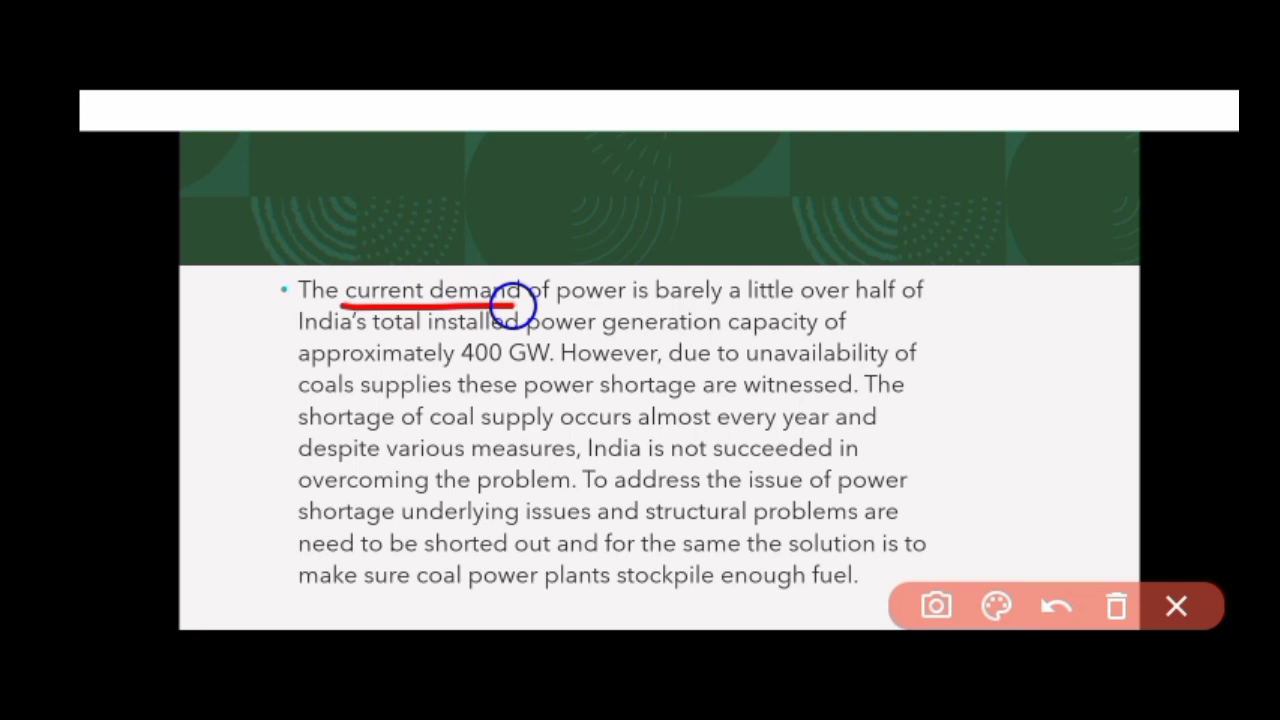 • The current demand of power is barely a little over half of
India's total installed power generation capacity of
approximately 400 GW. However, due to unavailability of
coals supplies these power shortage are witnessed. The
shortage of coal supply occurs almost every year and
despite various measures, India is not succeeded in
overcoming the problem. To address the issue of power
shortage underlying issues and structural problems are
need to be shorted out and for the same the solution is to
make sure coal power plants stockpile enough fuel.